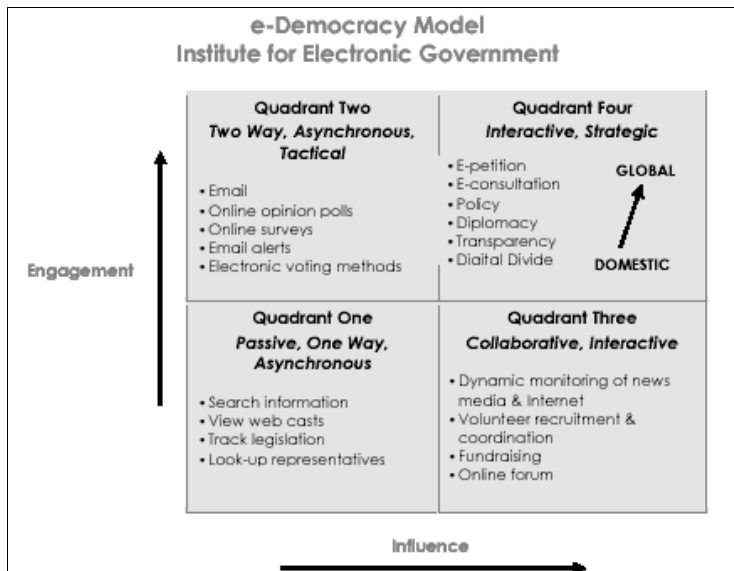 e-Democracy Model
Institute for Electronic Government
Quadrant Two
Two Way, Asynchronous,
Tactical
• Email
• Online opinion polls
• Online surveys
• Email alerts
• Electronic voting methods
Quadrant Four
Interactive, Strategic
• E-petition
• E-consultation
• Policy
• Diplomacy
• Transparency
• Diaital Divide
GLOBAL
DOMESTIC
Engagement
Quadrant One
Passive, One Way,
Asynchronous
• Search information
• View web casts
• Track legislation
• Look-up representatives
Quadrant Three
Collaborative, Interactive
• Dynamic monitoring of news
media & Internet
• Volunteer recruitment &
coordination
• Fundraising
• Online forum
Influence